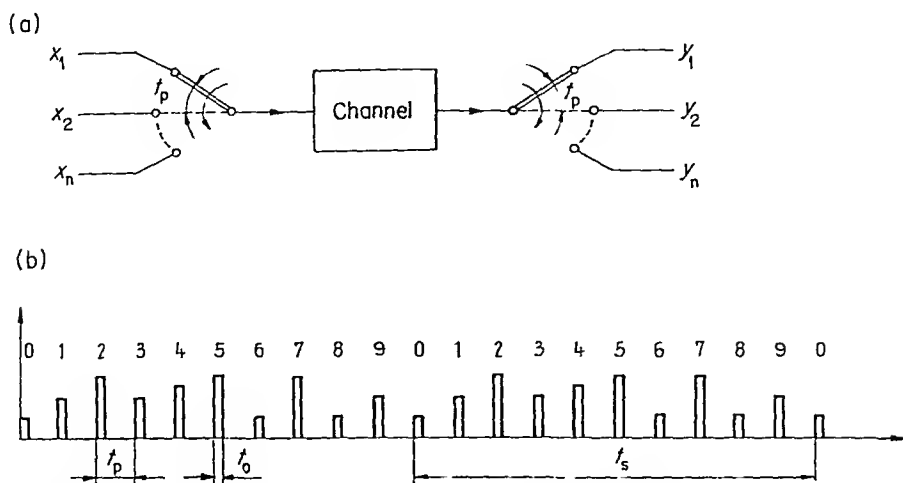 (a)
x₁ y₁
tₚ tₚ
x₂ Channel y₂
xₙ yₙ
(b)
0 1 2 3 4 5 6 7 8 9 0 1 2 3 4 5 6 7 8 9 0
tₚ t₀ tₛ